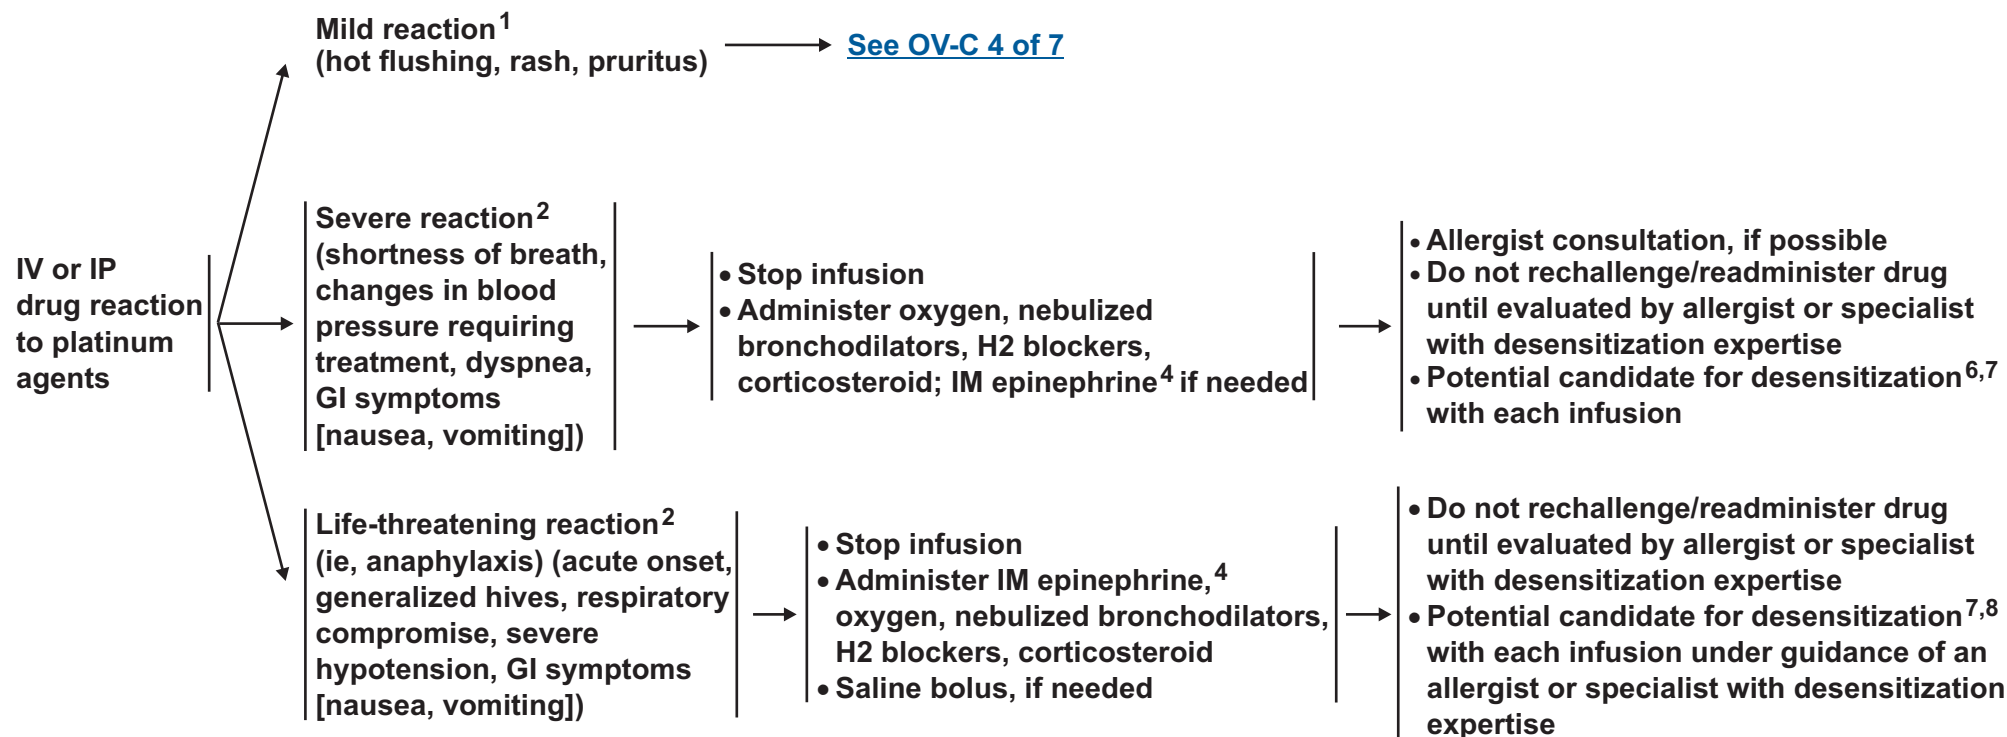 Mild reaction1
(hot flushing, rash, pruritus)
See OV-C 4 of 7
IV or IP
drug reaction
to platinum
agents
Severe reaction2
(shortness of breath,
changes in blood
pressure requiring
treatment, dyspnea,
GI symptoms
[nausea, vomiting])
• Stop infusion
• Administer oxygen, nebulized
bronchodilators, H2 blockers,
corticosteroid; IM epinephrine4 if needed
• Allergist consultation, if possible
• Do not rechallenge/readminister drug
until evaluated by allergist or specialist
with desensitization expertise
• Potential candidate for desensitization6,7
with each infusion
Life-threatening reaction2
(ie, anaphylaxis) (acute onset,
generalized hives, respiratory
compromise, severe
hypotension, GI symptoms
[nausea, vomiting])
• Stop infusion
• Administer IM epinephrine,4
oxygen, nebulized bronchodilators,
H2 blockers, corticosteroid
• Saline bolus, if needed
• Do not rechallenge/readminister drug
until evaluated by allergist or specialist
with desensitization expertise
• Potential candidate for desensitization7,8
with each infusion under guidance of an
allergist or specialist with desensitization
expertise